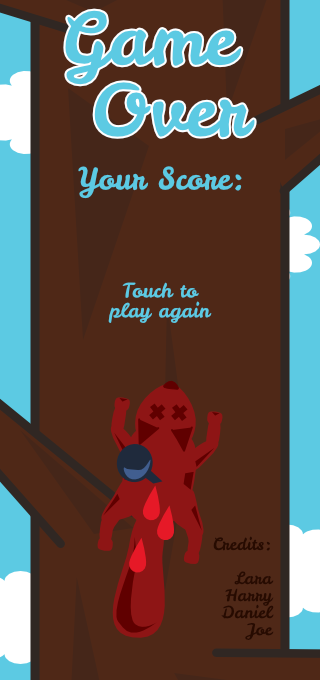 Game
Over
Your Score:
Touch to
play again
Credits:
Lara
Harry
Daniel
Joe